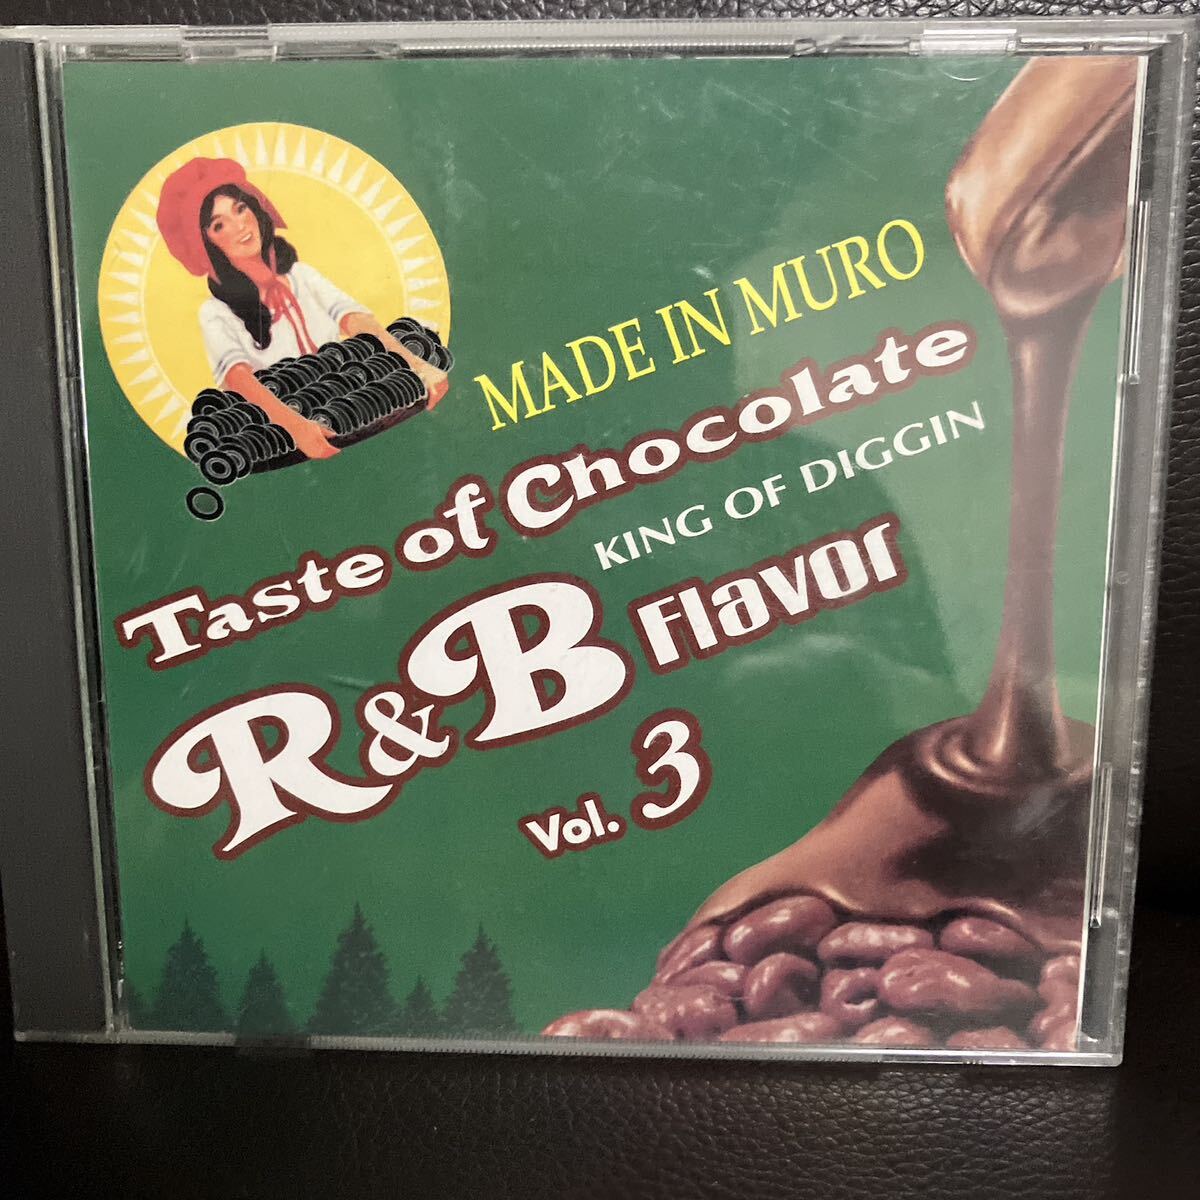 MADE IN MURO
Taste of Chocolate
KING OF DIGGIN
R&B Flavor
Vol. 3